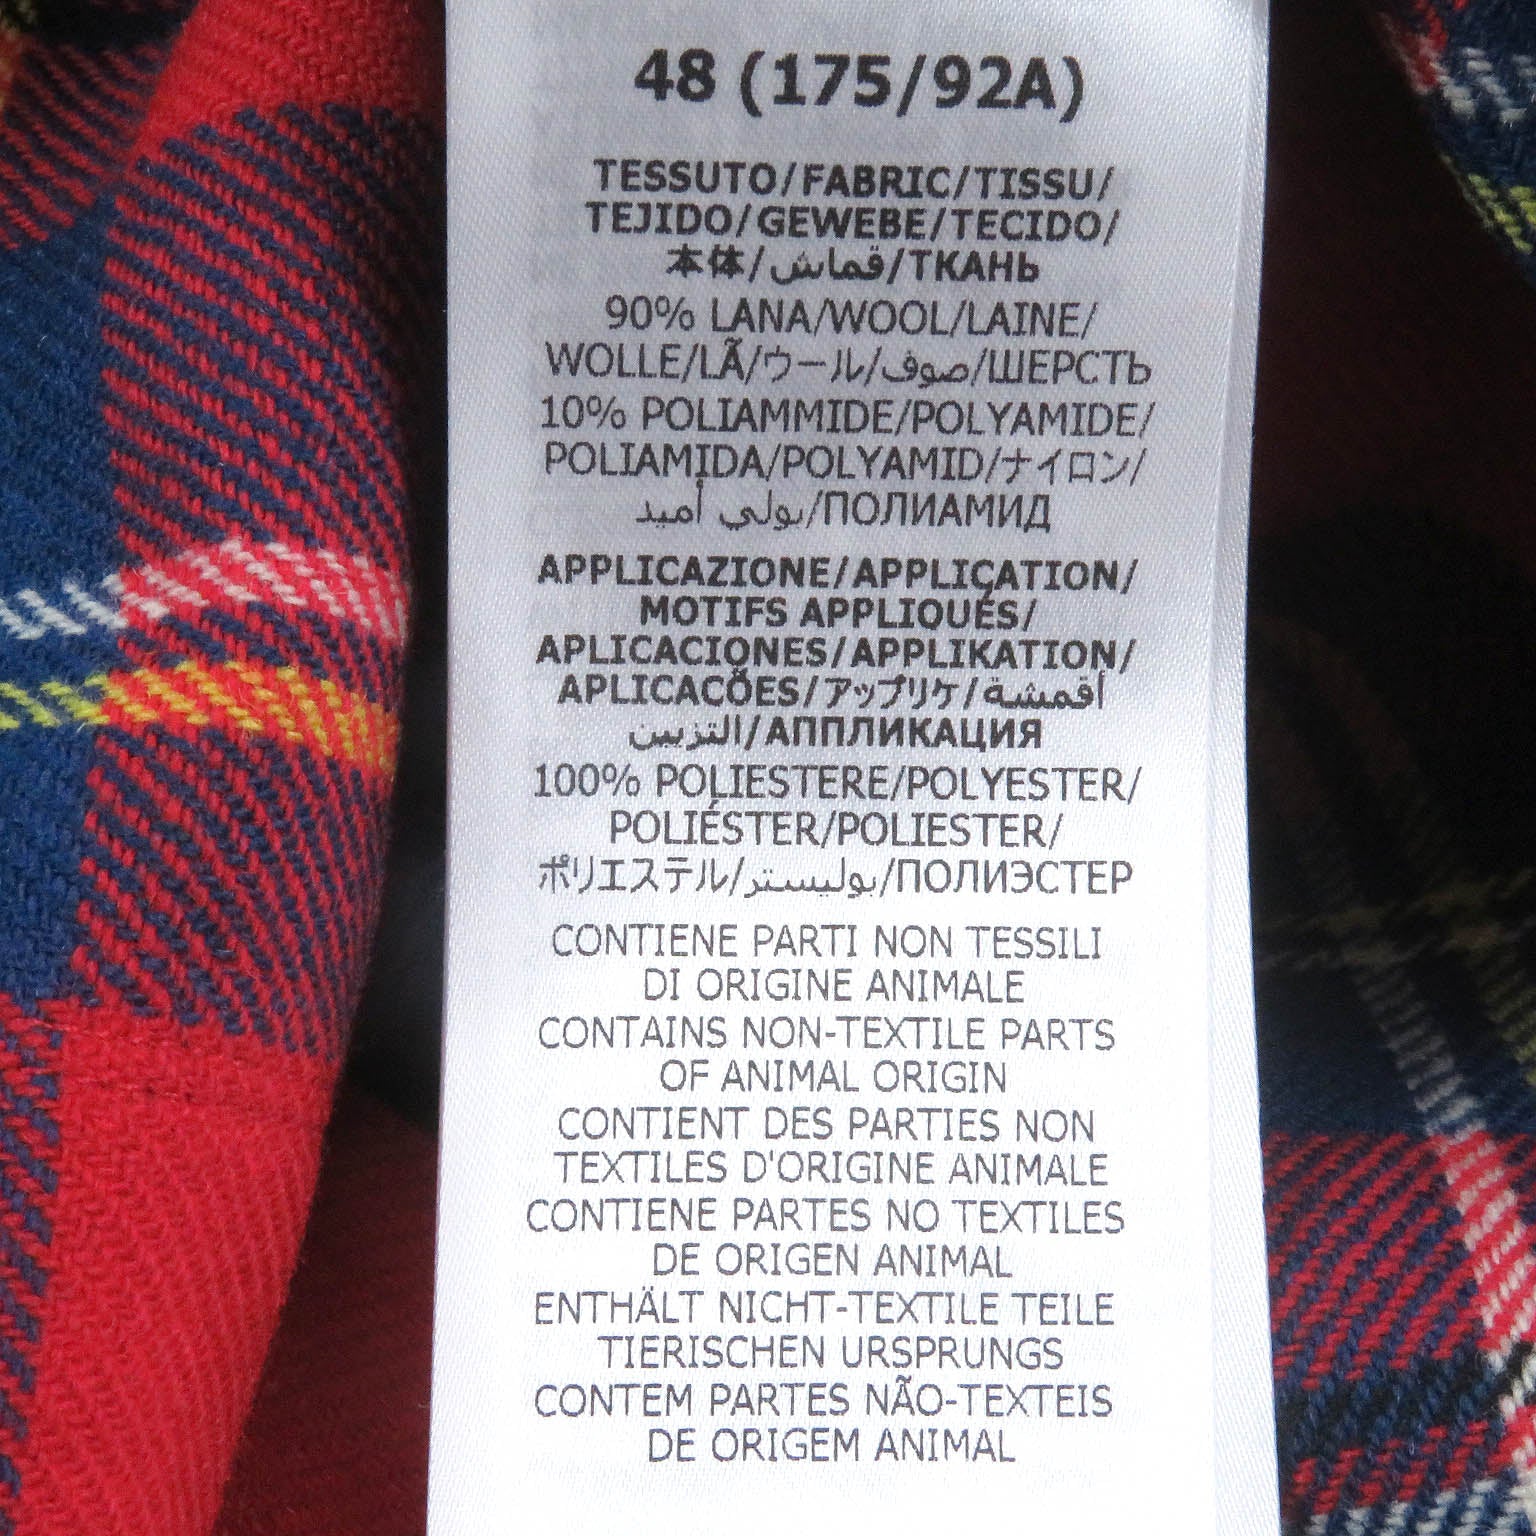 48 (175/92A)
TESSUTO/FABRIC/TISSU/
TEJIDO/GEWEBE/TECIDO/
本体/قماش/ТКАНЬ
90% LANA/WOOL/LAINE/
WOLLE/LÃ/ウール/صوف/ШЕРСТЬ
10% POLIAMMIDE/POLYAMIDE/
POLIAMIDA/POLYAMID/ナイロン/
بولي أميد/ПОЛИАМИД
APPLICAZIONE/APPLICATION/
MOTIFS APPLIQUÉS/
APLICACIONES/APPLIKATION/
APLICAÇÕES/アップリケ/أقمشة
التزيين/АППЛИКАЦИЯ
100% POLIESTERE/POLYESTER/
POLIÉSTER/POLIESTER/
ポリエステル/بوليستر/ПОЛИЭСТЕР
CONTIENE PARTI NON TESSILI
DI ORIGINE ANIMALE
CONTAINS NON-TEXTILE PARTS
OF ANIMAL ORIGIN
CONTIENT DES PARTIES NON
TEXTILES D'ORIGINE ANIMALE
CONTIENE PARTES NO TEXTILES
DE ORIGEN ANIMAL
ENTHÄLT NICHT-TEXTILE TEILE
TIERISCHEN URSPRUNGS
CONTEM PARTES NÃO-TEXTEIS
DE ORIGEM ANIMAL